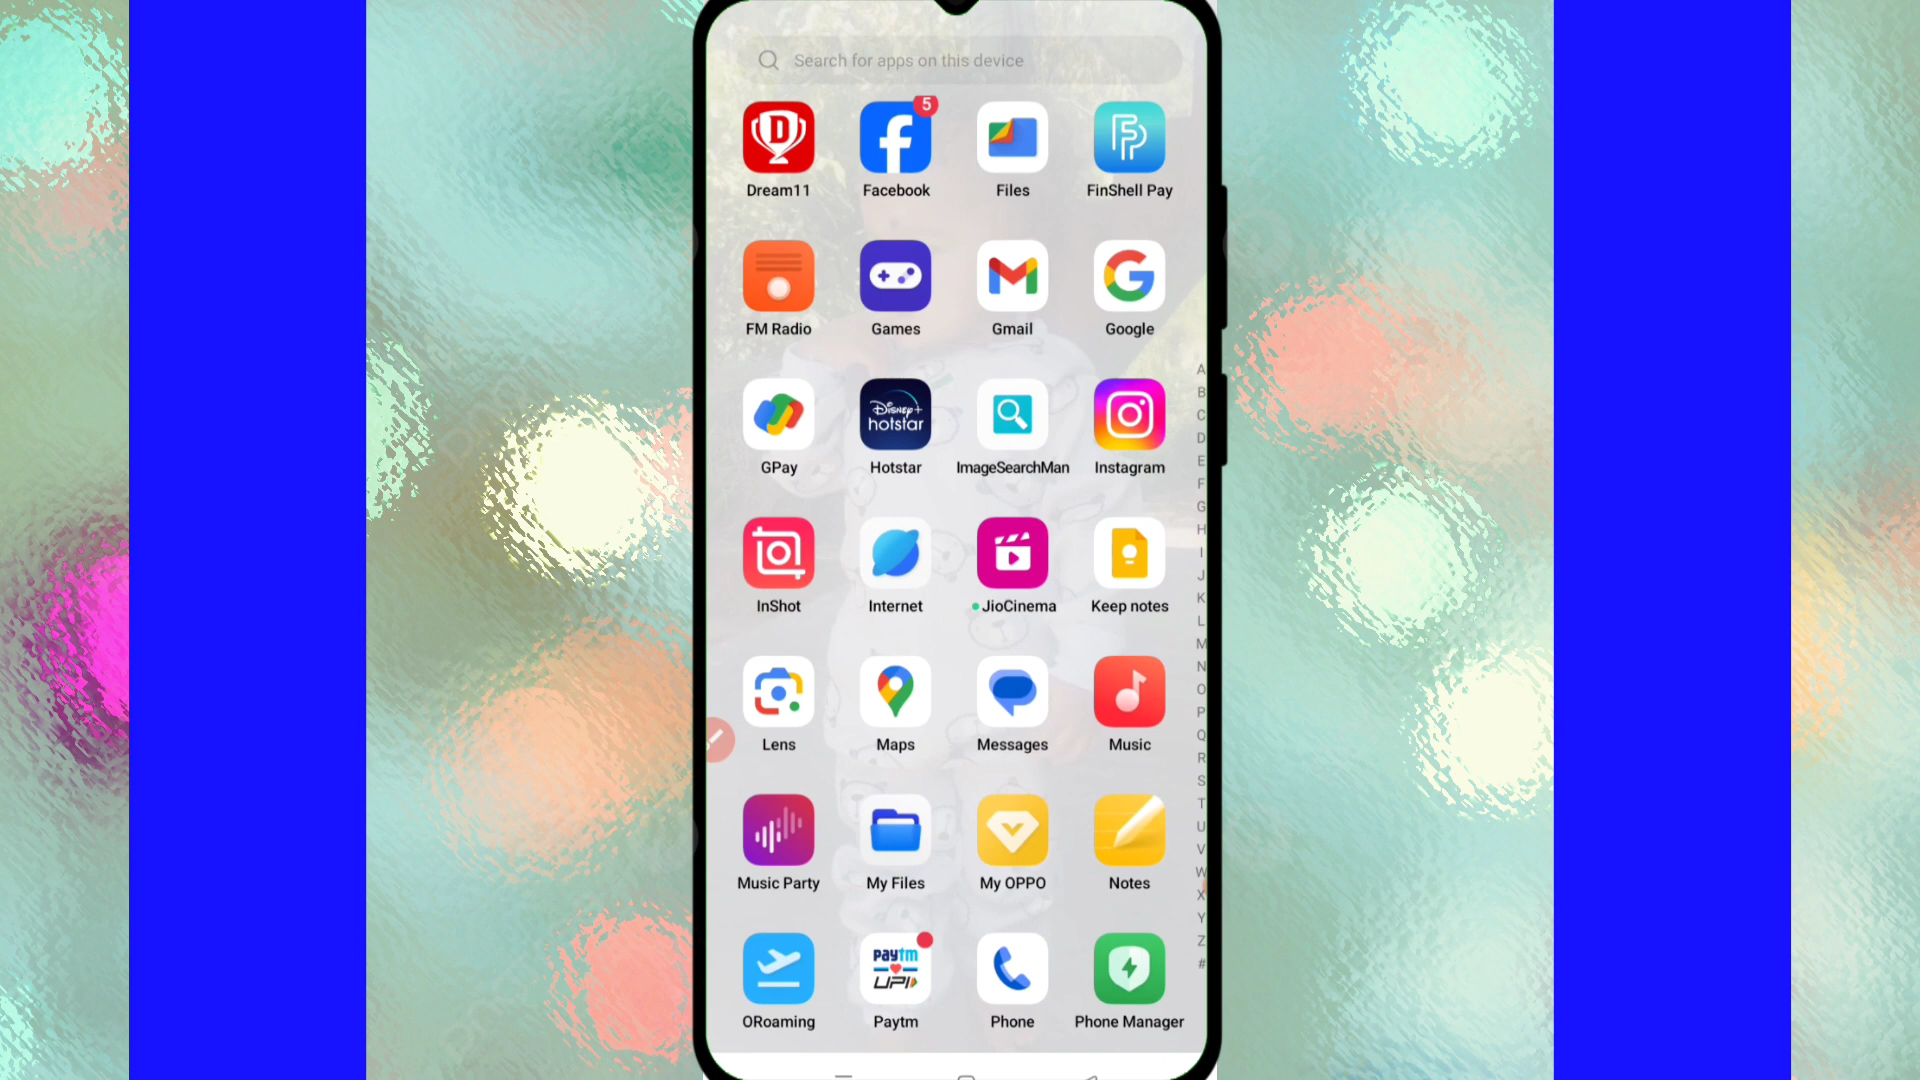 Search for apps on this device
5
Dream11 Facebook Files FinShell Pay
FM Radio Games Gmail Google
Disney+
hotstar
GPay Hotstar ImageSearchMan Instagram
InShot Internet JioCinema Keep notes
Lens Maps Messages Music
Music Party My Files My OPPO Notes
paytm
UPI
ORoaming Paytm Phone Phone Manager
A
B
C
D
E
F
G
H
I
J
K
L
M
N
O
P
Q
R
S
T
U
V
W
X
Y
Z
#